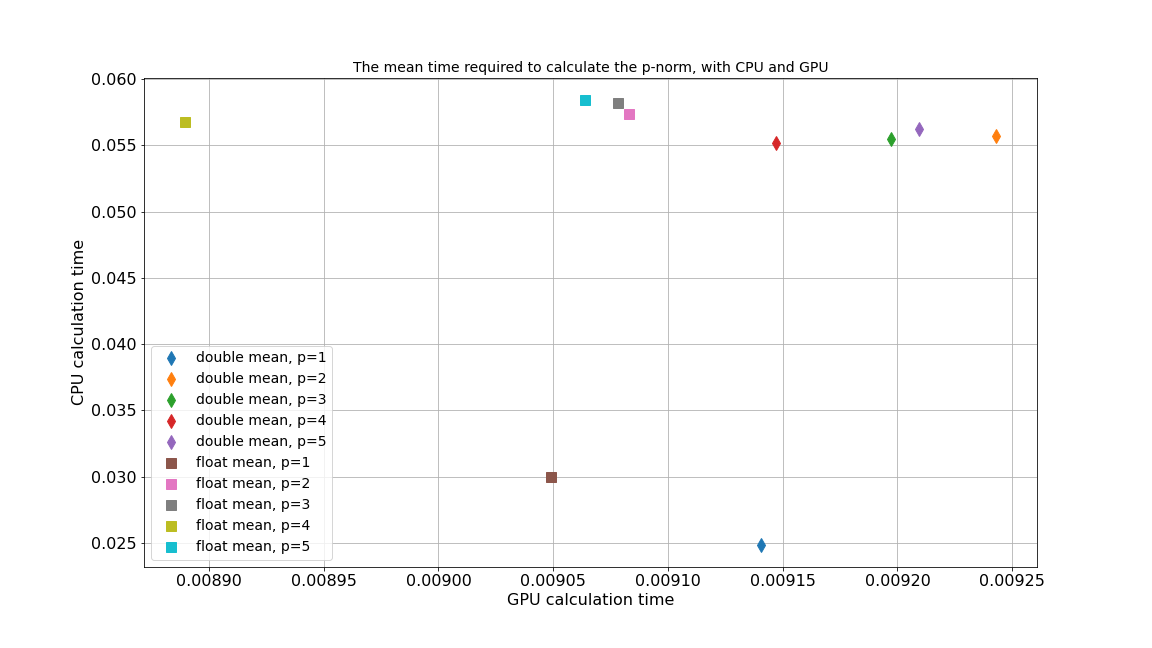 The mean time required to calculate the p-norm, with CPU and GPU
CPU calculation time
0.060
0.055
0.050
0.045
0.040
0.035
0.030
0.025
double mean, p=1
double mean, p=2
double mean, p=3
double mean, p=4
double mean, p=5
float mean, p=1
float mean, p=2
float mean, p=3
float mean, p=4
float mean, p=5
0.00890 0.00895 0.00900 0.00905 0.00910 0.00915 0.00920 0.00925
GPU calculation time